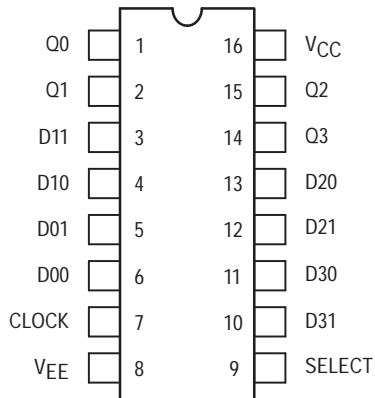 Q0 1 16 VCC
Q1 2 15 Q2
D11 3 14 Q3
D10 4 13 D20
D01 5 12 D21
D00 6 11 D30
CLOCK 7 10 D31
VEE 8 9 SELECT